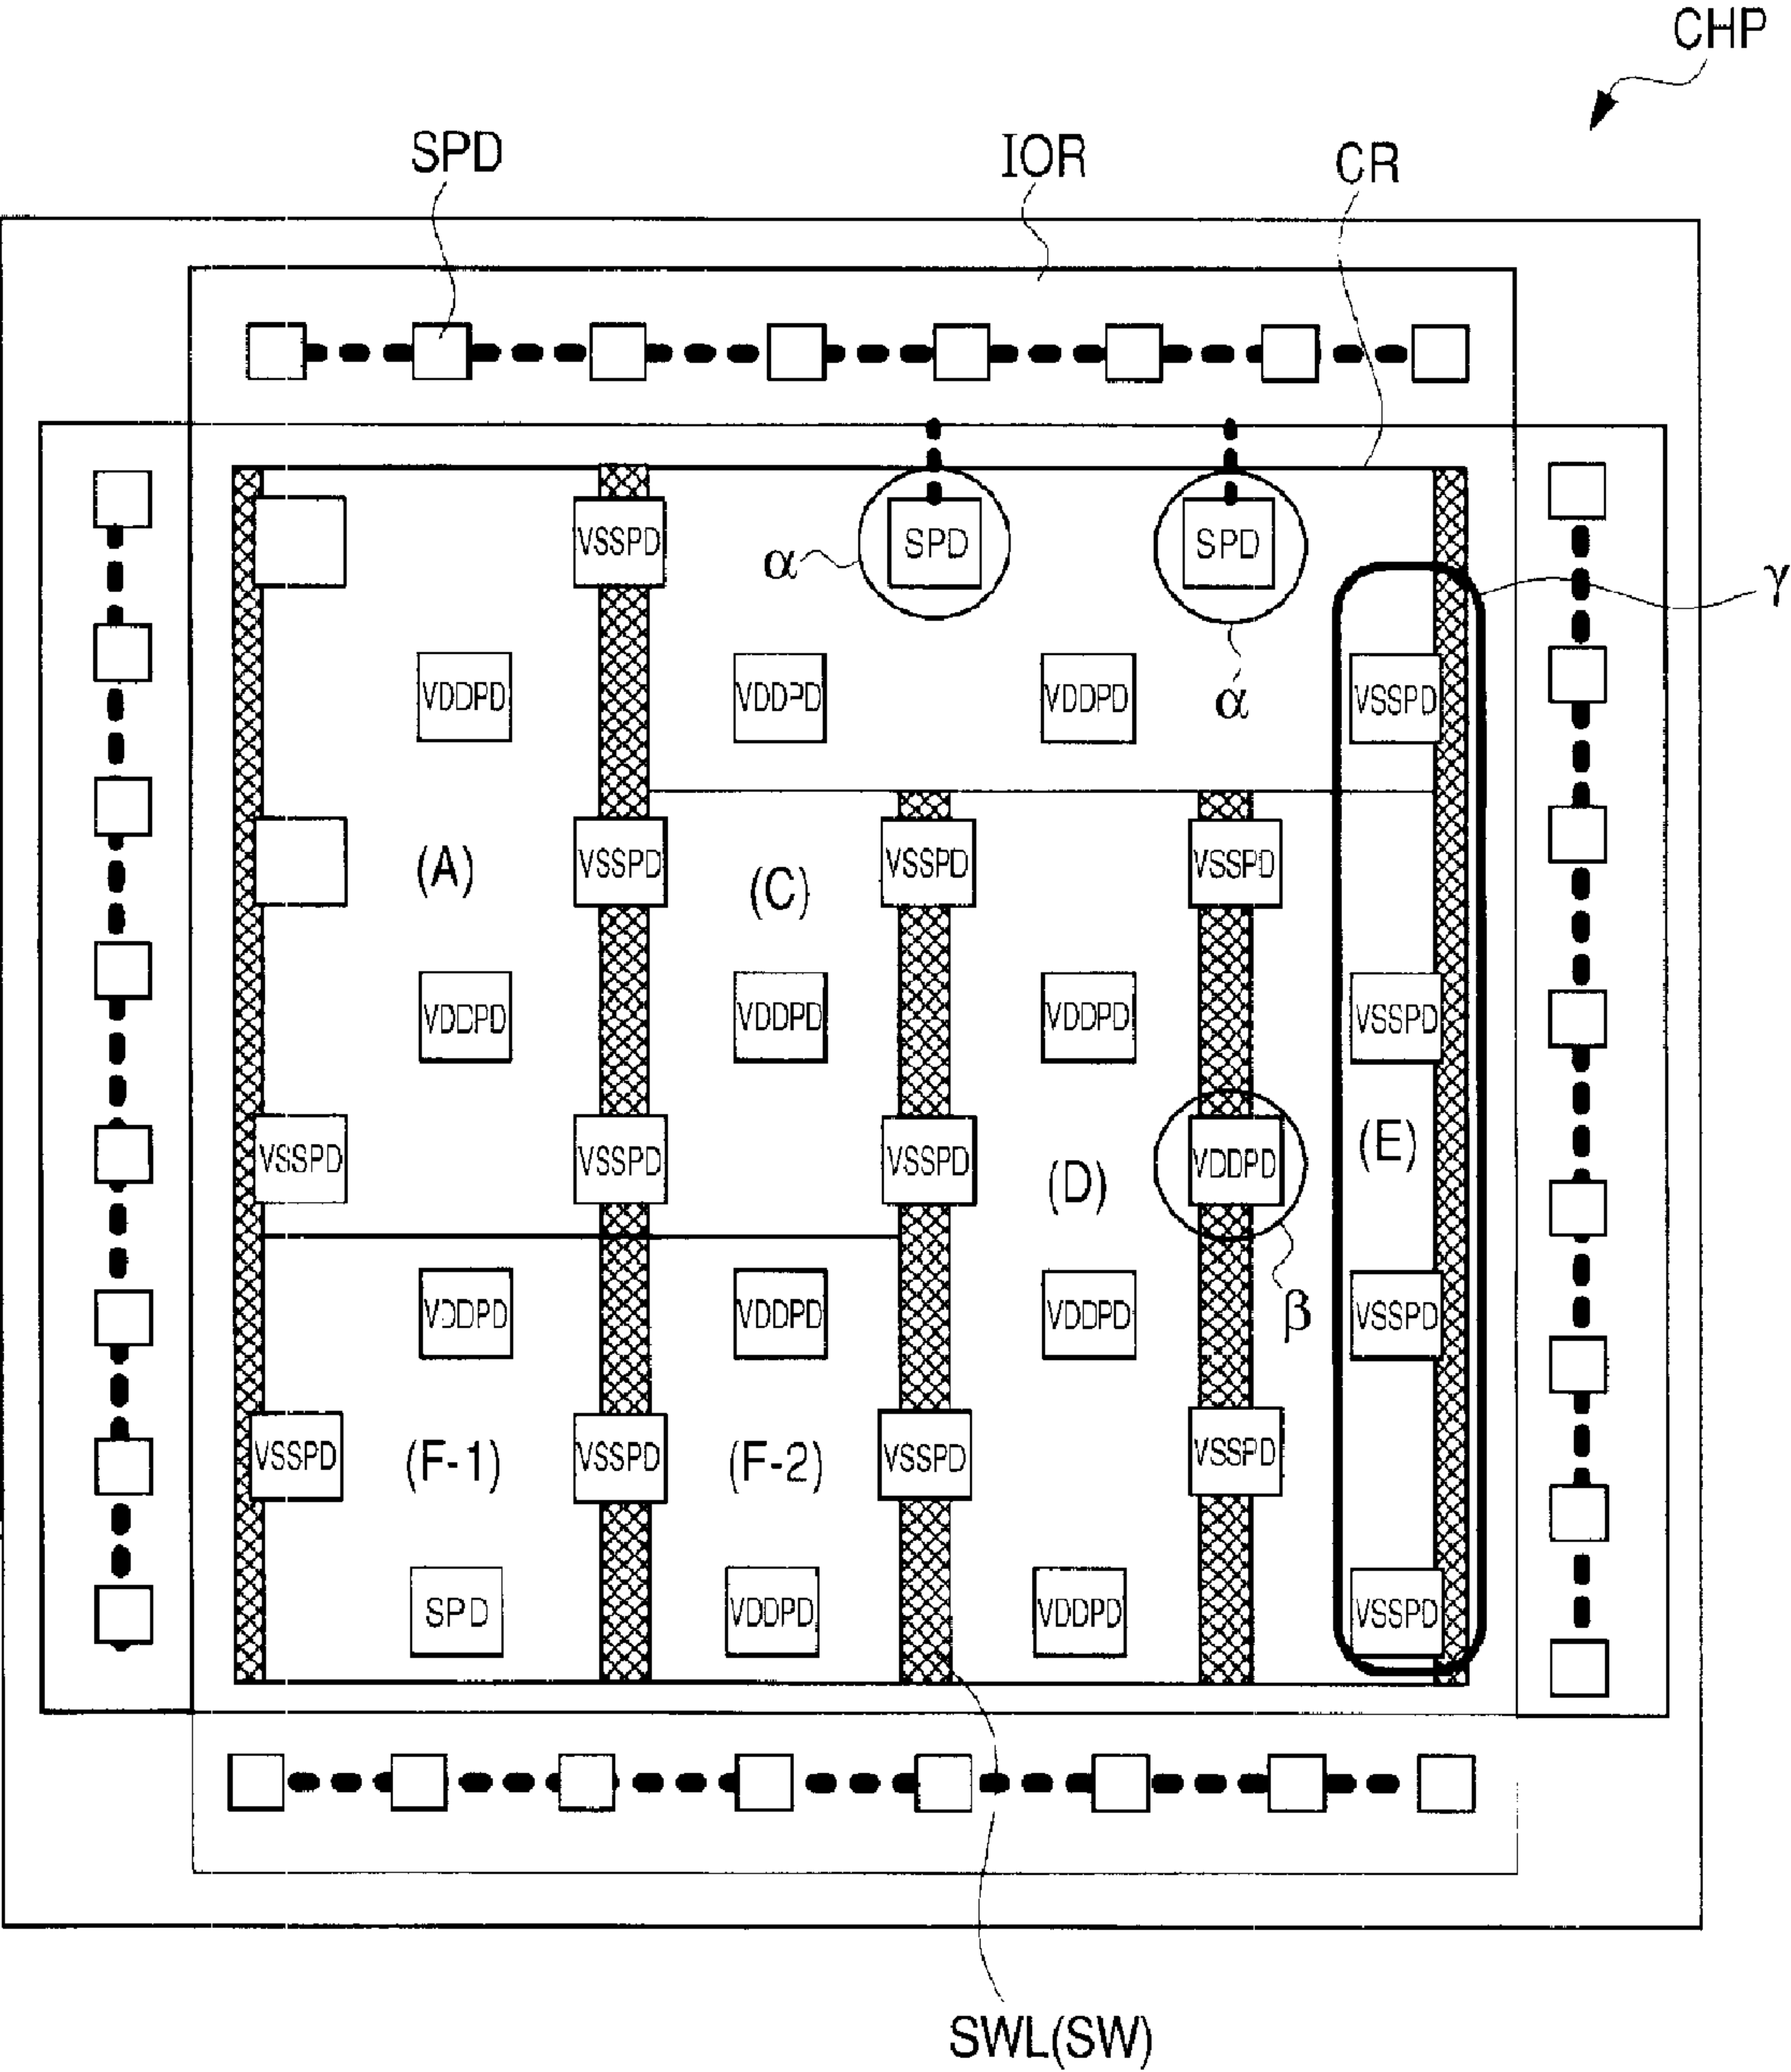 CHP
SPD IOR CR
VSSPD SPD SPD
α α γ
VDDPD VDDPD VDDPD VSSPD
(A) VSSPD (C) VSSPD VSSPD
VDDPD VDDPD VDDPD VSSPD
VSSPD VSSPD VSSPD (D) VDDPD (E)
VDDPD VDDPD VDDPD β VSSPD
VSSPD (F-1) VSSPD (F-2) VSSPD VSSPD
SPD VDDPD VDDPD VSSPD
SWL(SW)